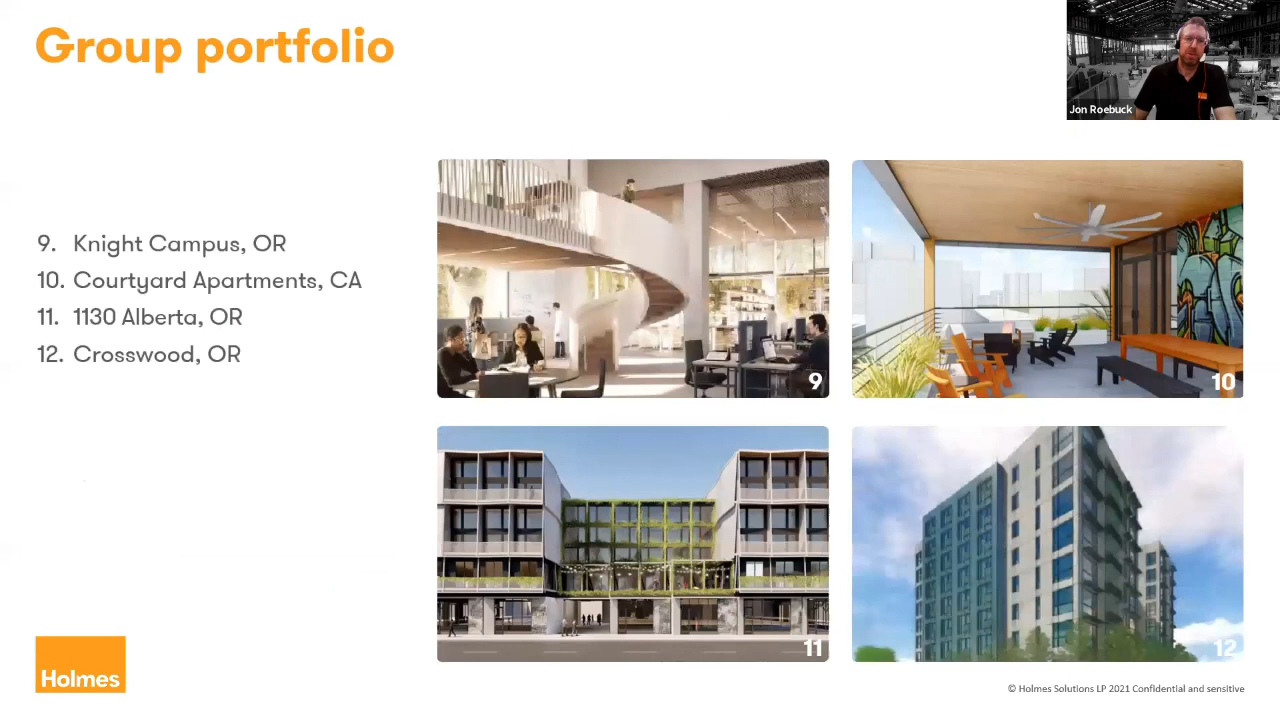 Group portfolio
Jon Roebuck
9. Knight Campus, OR
10. Courtyard Apartments, CA
11. 1130 Alberta, OR
12. Crosswood, OR
9
10
11
12
Holmes
© Holmes Solutions LP 2021 Confidential and sensitive